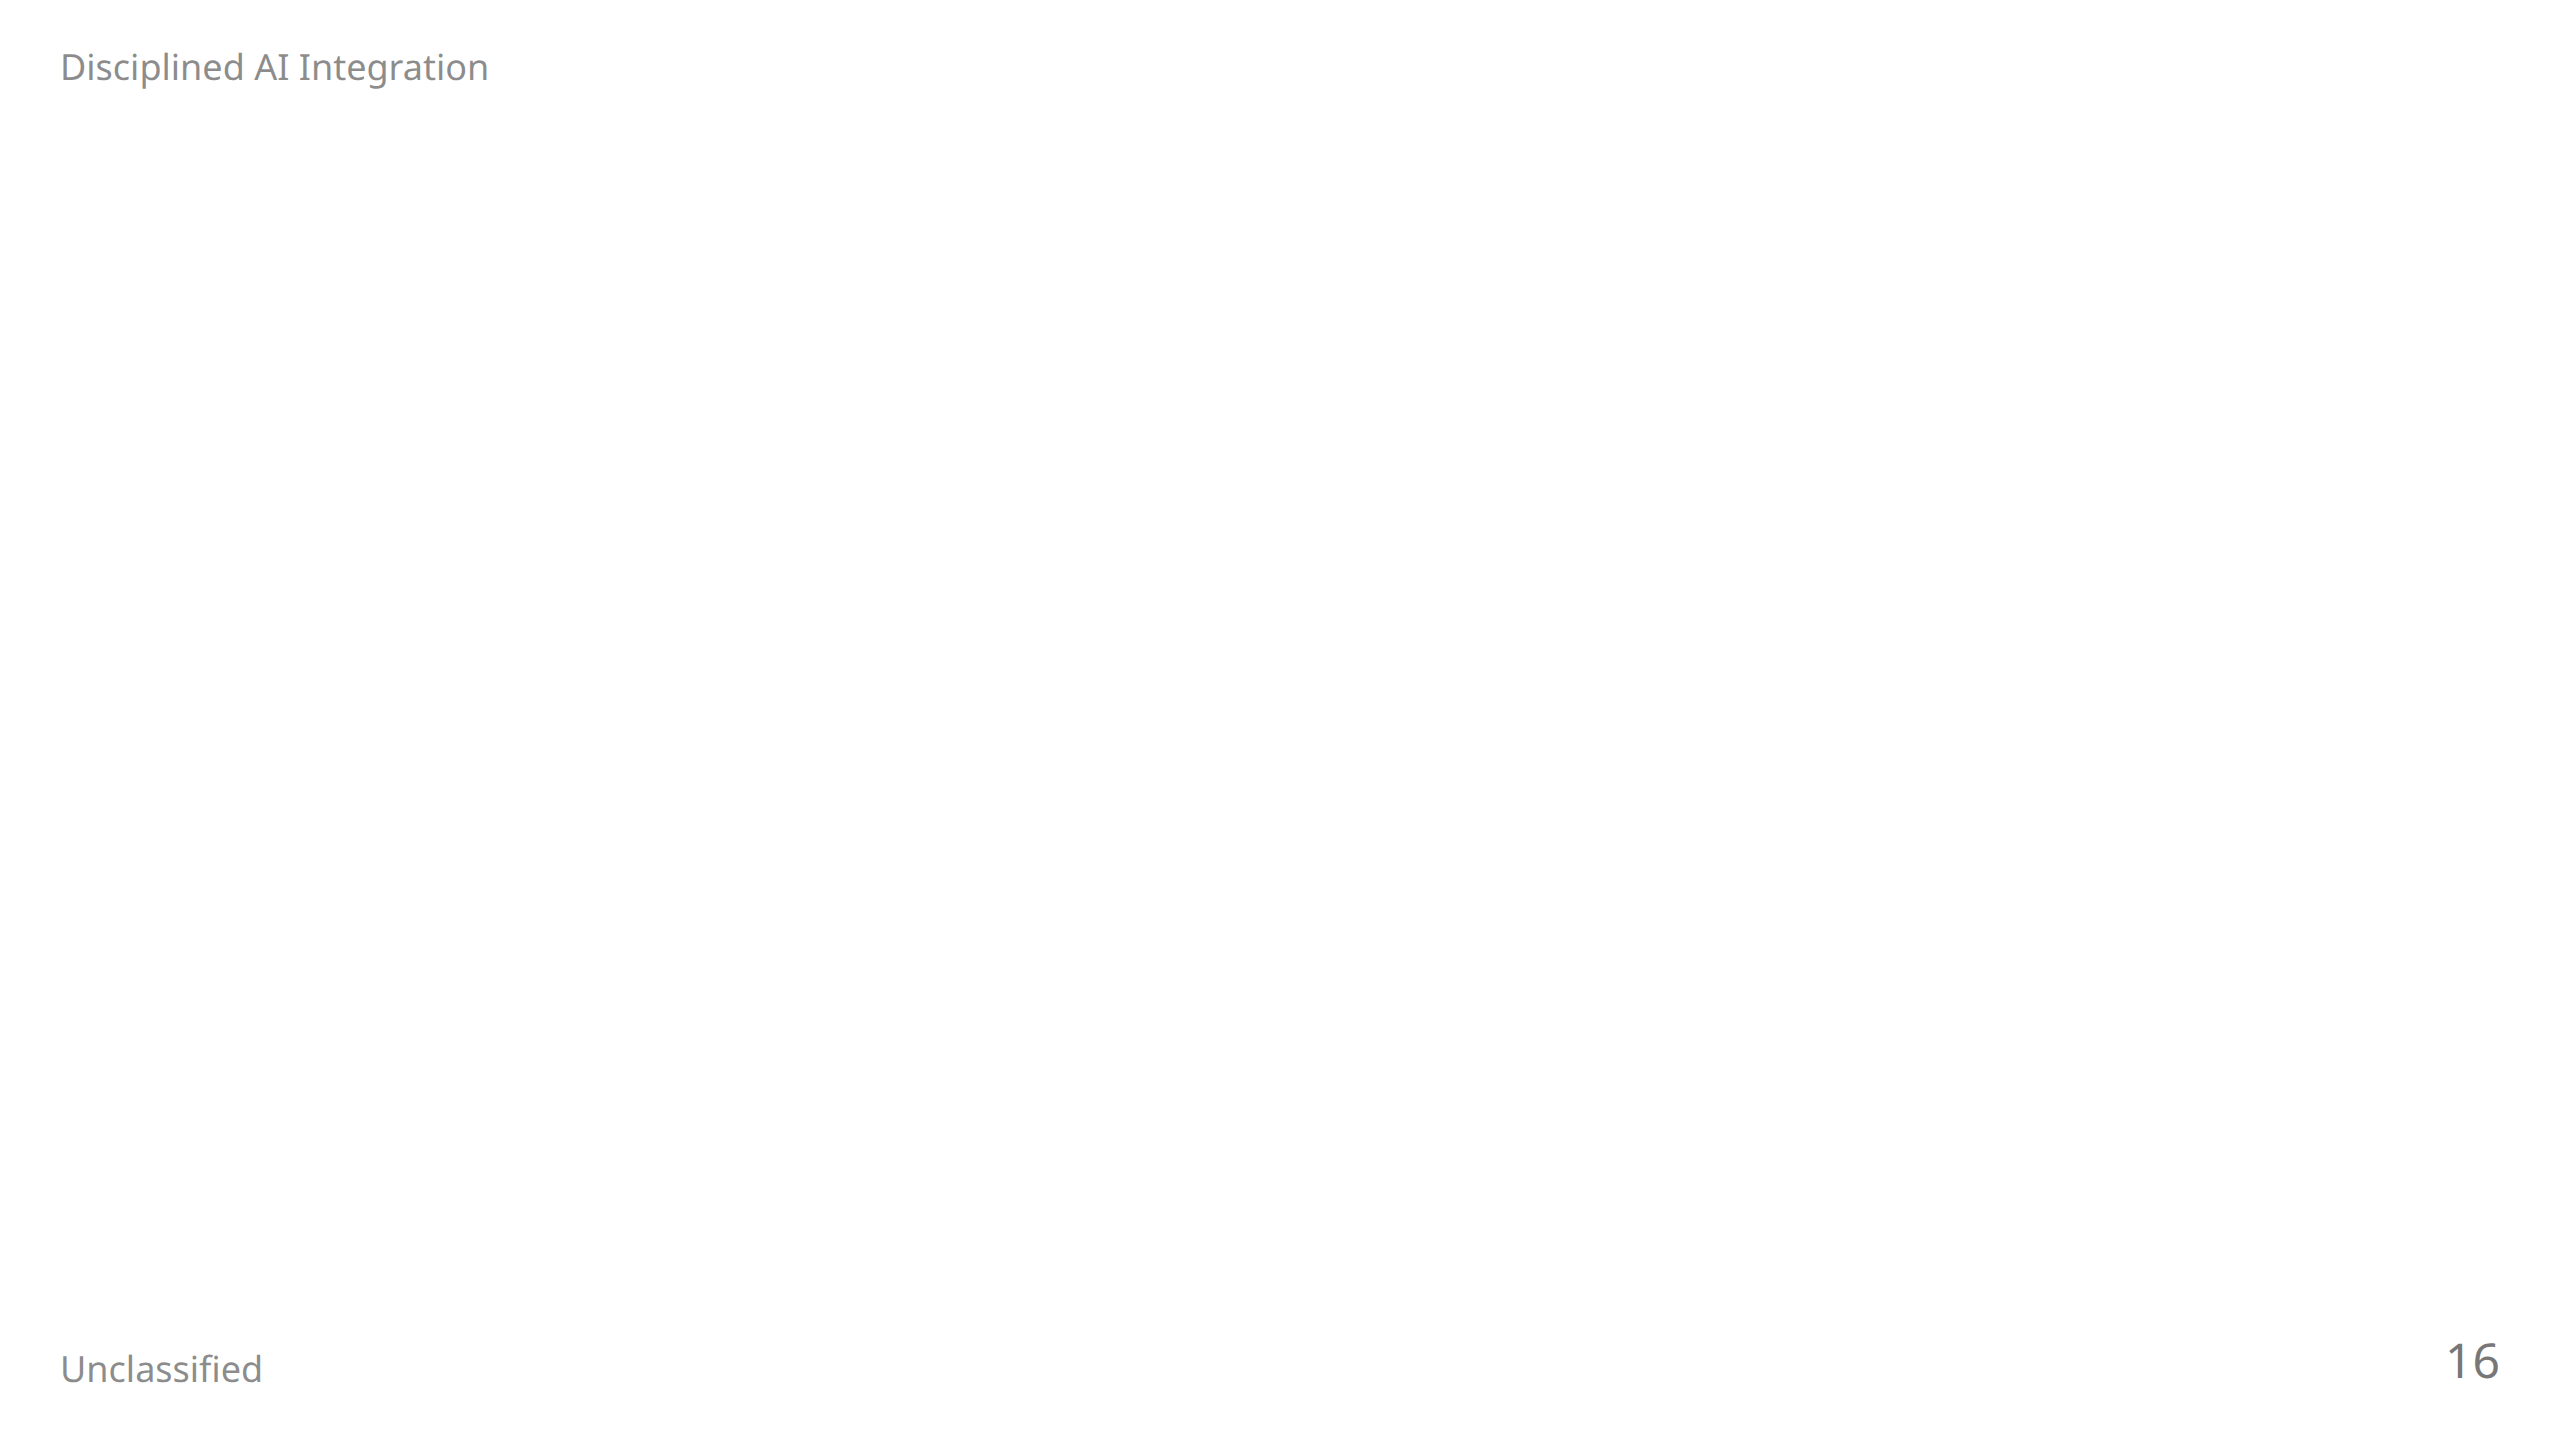 Disciplined AI Integration
Unclassified
16